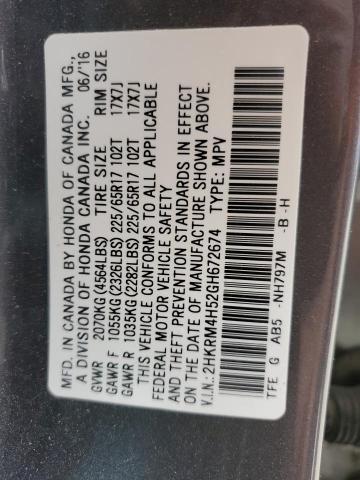 MFD. IN CANADA BY HONDA OF CANADA MFG.,
A DIVISION OF HONDA CANADA INC. 06/'16
GVWR 2070KG(4564LBS) TIRE SIZE RIM SIZE
GAWR F 1055KG(2326LBS) 225/65R17 102T 17X7J
GAWR R 1035KG(2282LBS) 225/65R17 102T 17X7J
THIS VEHICLE CONFORMS TO ALL APPLICABLE
FEDERAL MOTOR VEHICLE SAFETY
AND THEFT PREVENTION STANDARDS IN EFFECT
ON THE DATE OF MANUFACTURE SHOWN ABOVE.
V.I.N.: 2HKRM4H52GH672674 TYPE: MPV
TFE G AB5 -NH797M -B -H